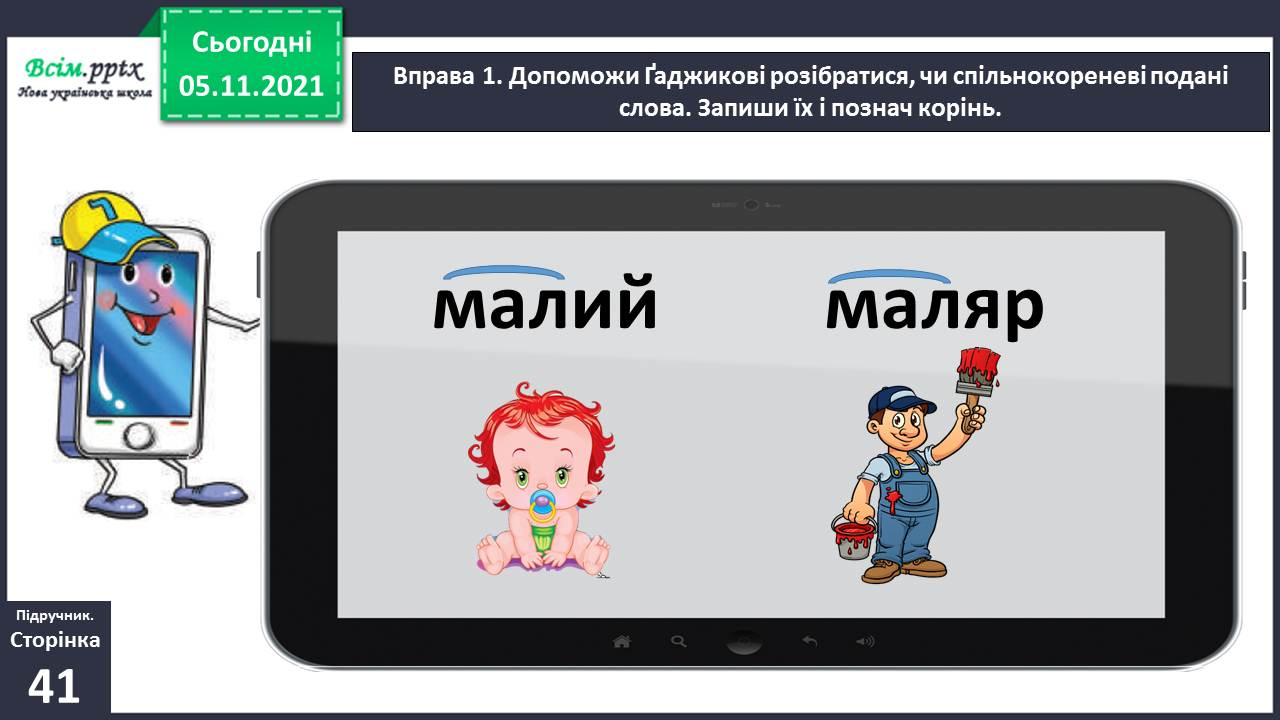 Сьогодні
05.11.2021
Всім.pptx
Нова українська школа
Вправа 1. Допоможи Ґаджикові розібратися, чи спільнокореневі подані
слова. Запиши їх і познач корінь.
малий
маляр
Підручник.
Сторінка
41